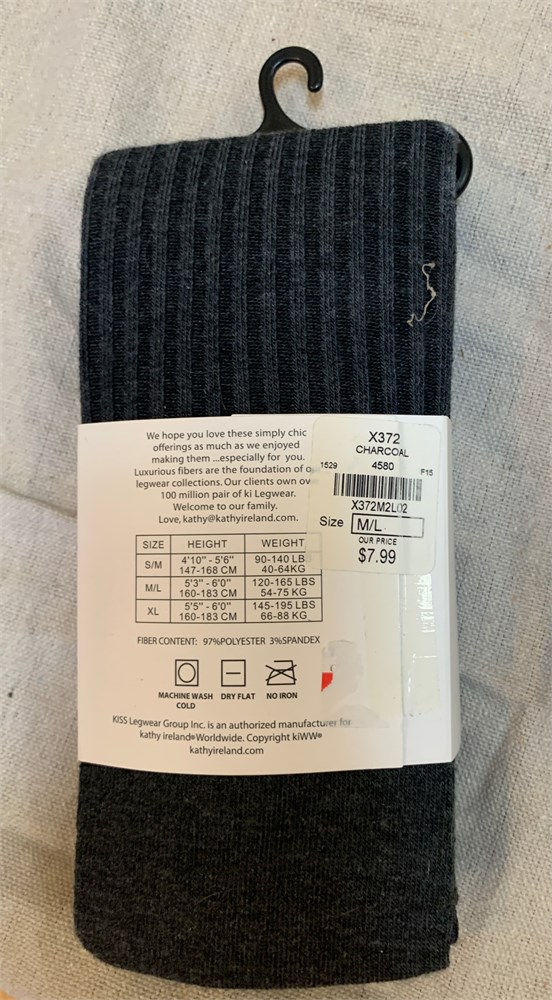 We hope you love these simply chic
offerings as much as we enjoyed
making them ...especially for you.
Luxurious fibers are the foundation of
legwear collections. Our clients own
100 million pair of ki Legwear.
Welcome to our family.
Love, kathy@kathyireland.com.
X372
CHARCOAL
1529 4580 F15
X372M2L02
Size M/L
OUR PRICE
$7.99
SIZE HEIGHT WEIGHT
S/M 4'10" - 5'6" 90-140 LB
147-168 CM 40-64KG
M/L 5'3" - 6'0" 120-165 LBS
160-183 CM 54-75 KG
XL 5'5" - 6'0" 145-195 LBS
160-183 CM 66-88 KG
FIBER CONTENT: 97%POLYESTER 3%SPANDEX
MACHINE WASH COLD
DRY FLAT
NO IRON
KISS Legwear Group Inc. is an authorized manufacturer for
kathy ireland®Worldwide. Copyright kiWW®
kathyireland.com